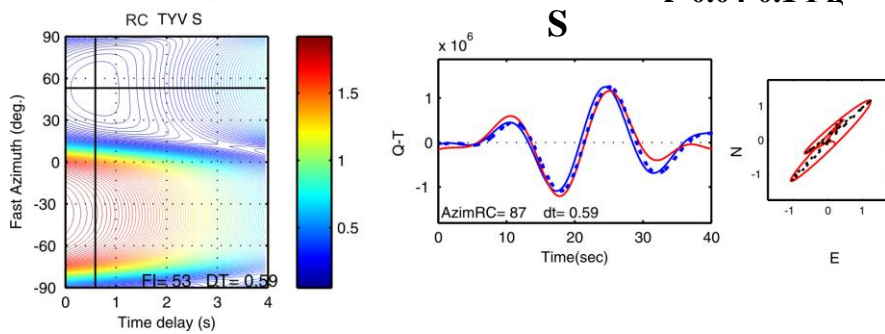 S
RC TYV S
90
60
30
0
-30
-60
-90
Fast Azimuth (deg.)
0 1 2 3 4
Time delay (s)
FI= 53 DT= 0.59
1.5
1
0.5
x 10^6
1
0
-1
Q-T
AzimRC= 87 dt= 0.59
0 10 20 30 40
Time(sec)
1
0
-1
N
-1 0 1
E